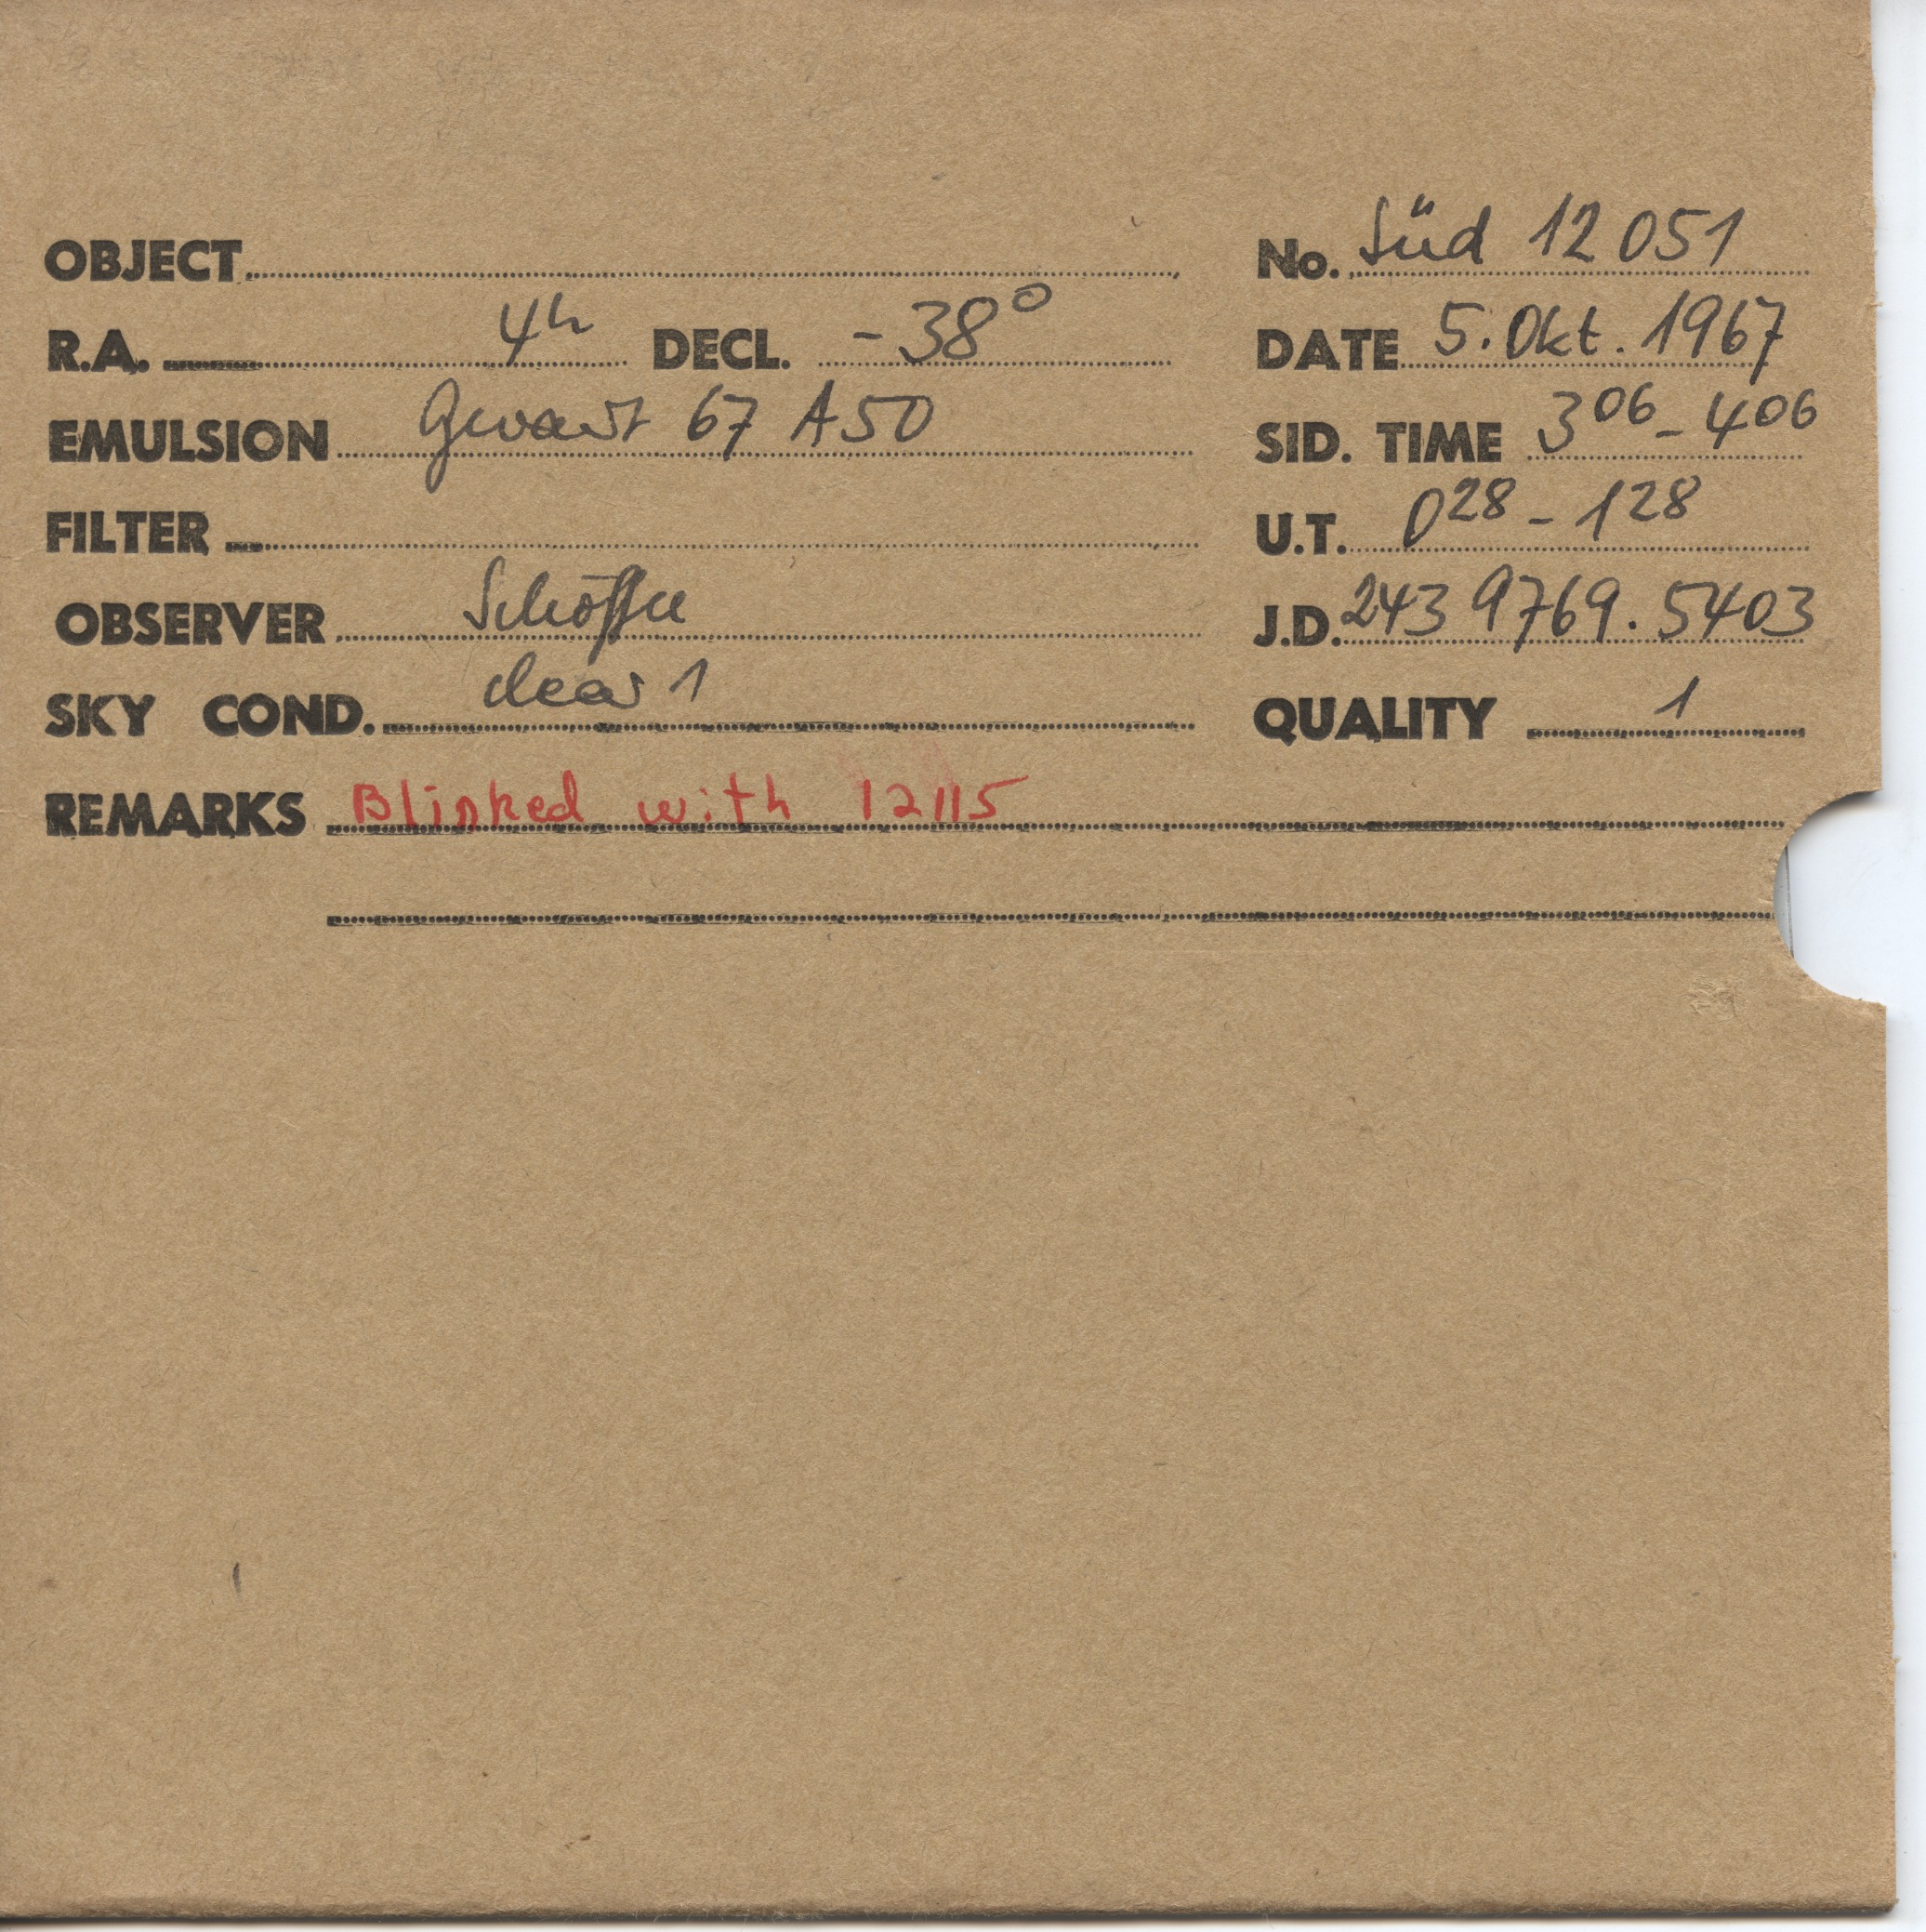 OBJECT No. Süd 12 051
R.A. 4h DECL. -38°
DATE 5. Okt. 1967
EMULSION Gevaert 67 A50
SID. TIME 3 06 - 4 06
FILTER
U.T. 0 28 - 1 28
OBSERVER
J.D. 243 9769.5403
SKY COND. clear 1
QUALITY 1
REMARKS Blinked with 12115